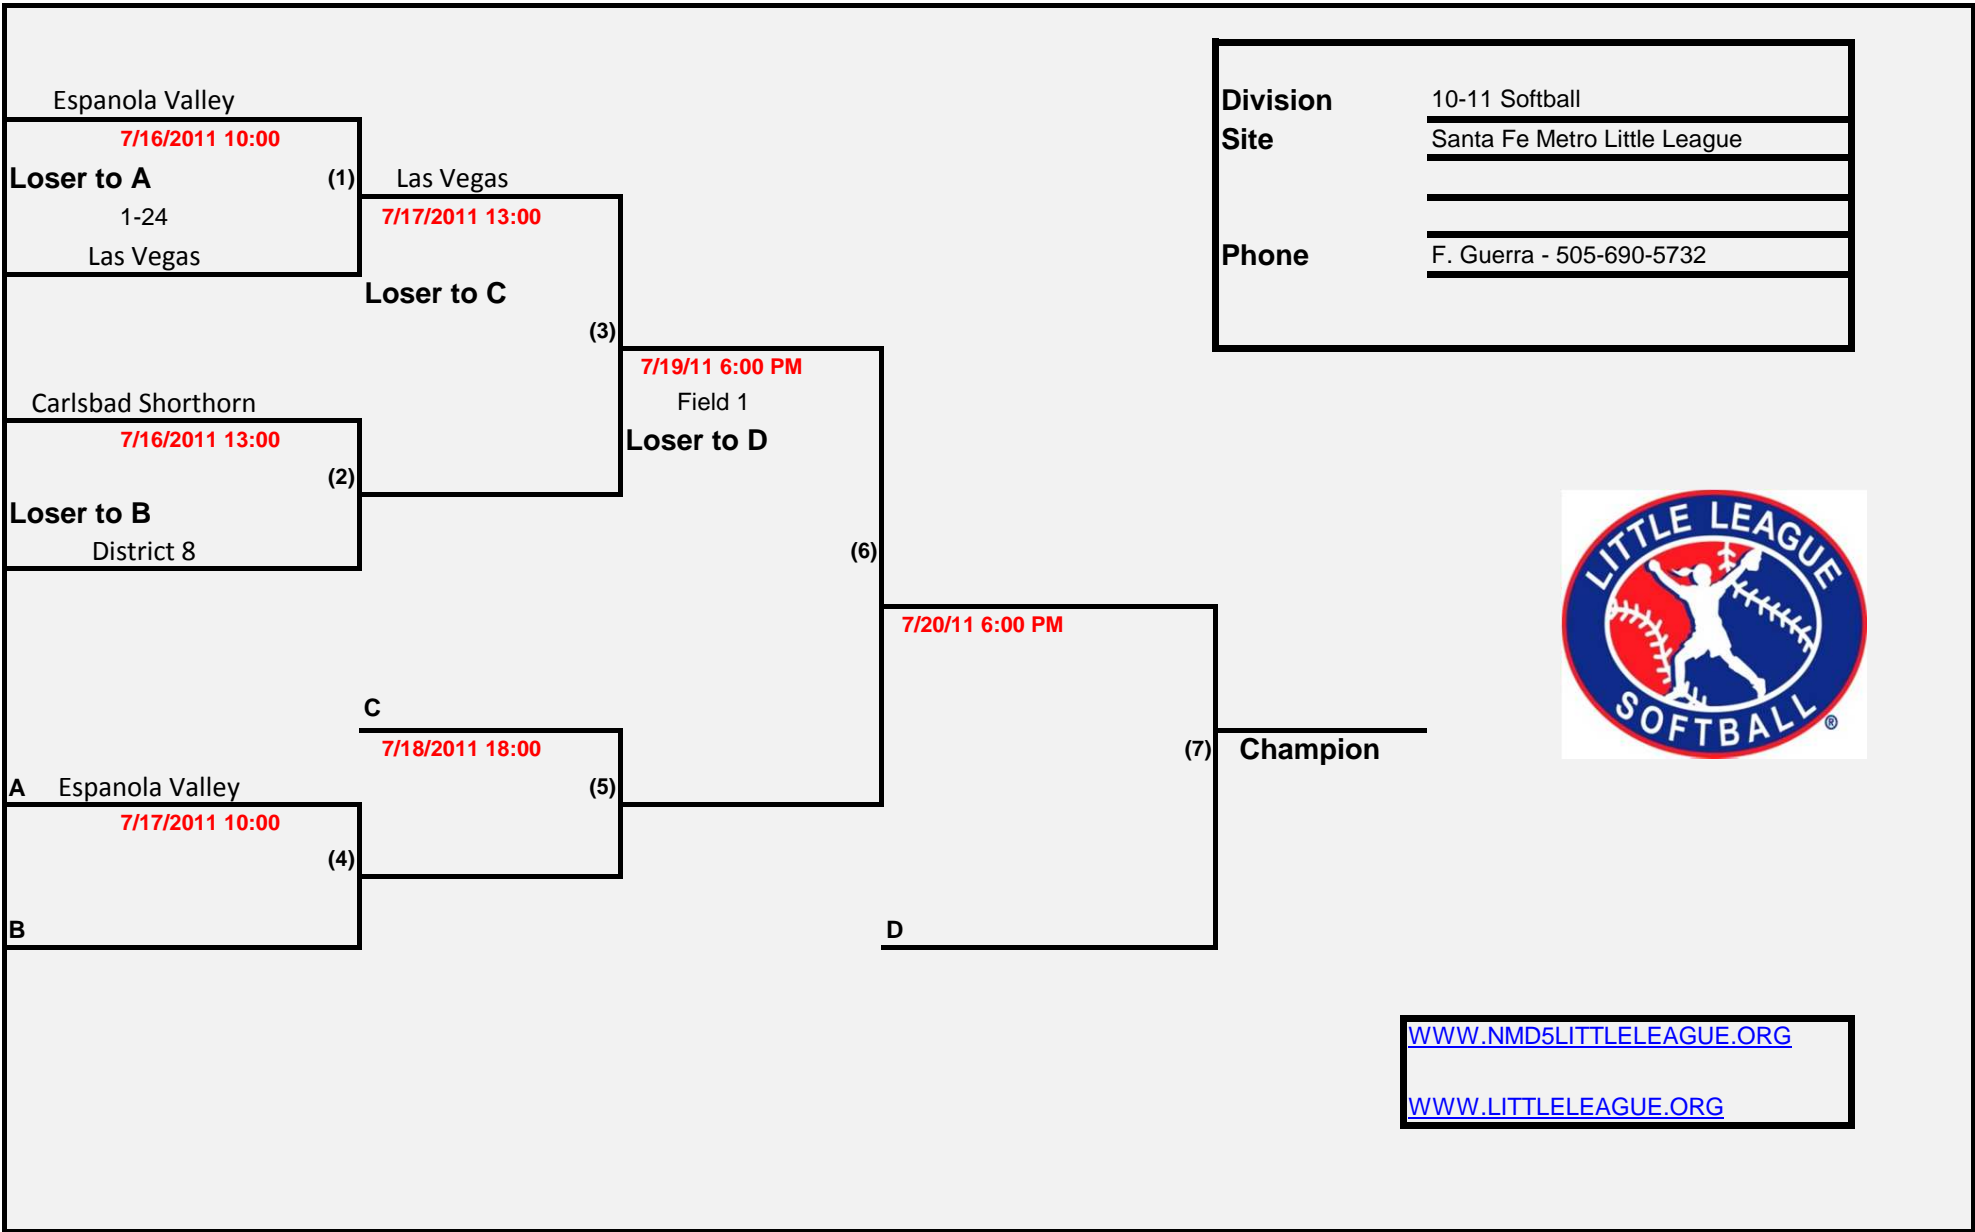 Espanola Valley
7/16/2011 10:00
Loser to A (1)
1-24
Las Vegas
Las Vegas
7/17/2011 13:00
Loser to C
(3)
Carlsbad Shorthorn
7/16/2011 13:00
(2)
Loser to B
District 8
7/19/11 6:00 PM
Field 1
Loser to D
(6)
7/20/11 6:00 PM
C
7/18/2011 18:00
(5)
A Espanola Valley
7/17/2011 10:00
(4)
B
D
(7) Champion
Division 10-11 Softball
Site Santa Fe Metro Little League
Phone F. Guerra - 505-690-5732
LITTLE LEAGUE
SOFTBALL ®
WWW.NMD5LITTLELEAGUE.ORG
WWW.LITTLELEAGUE.ORG